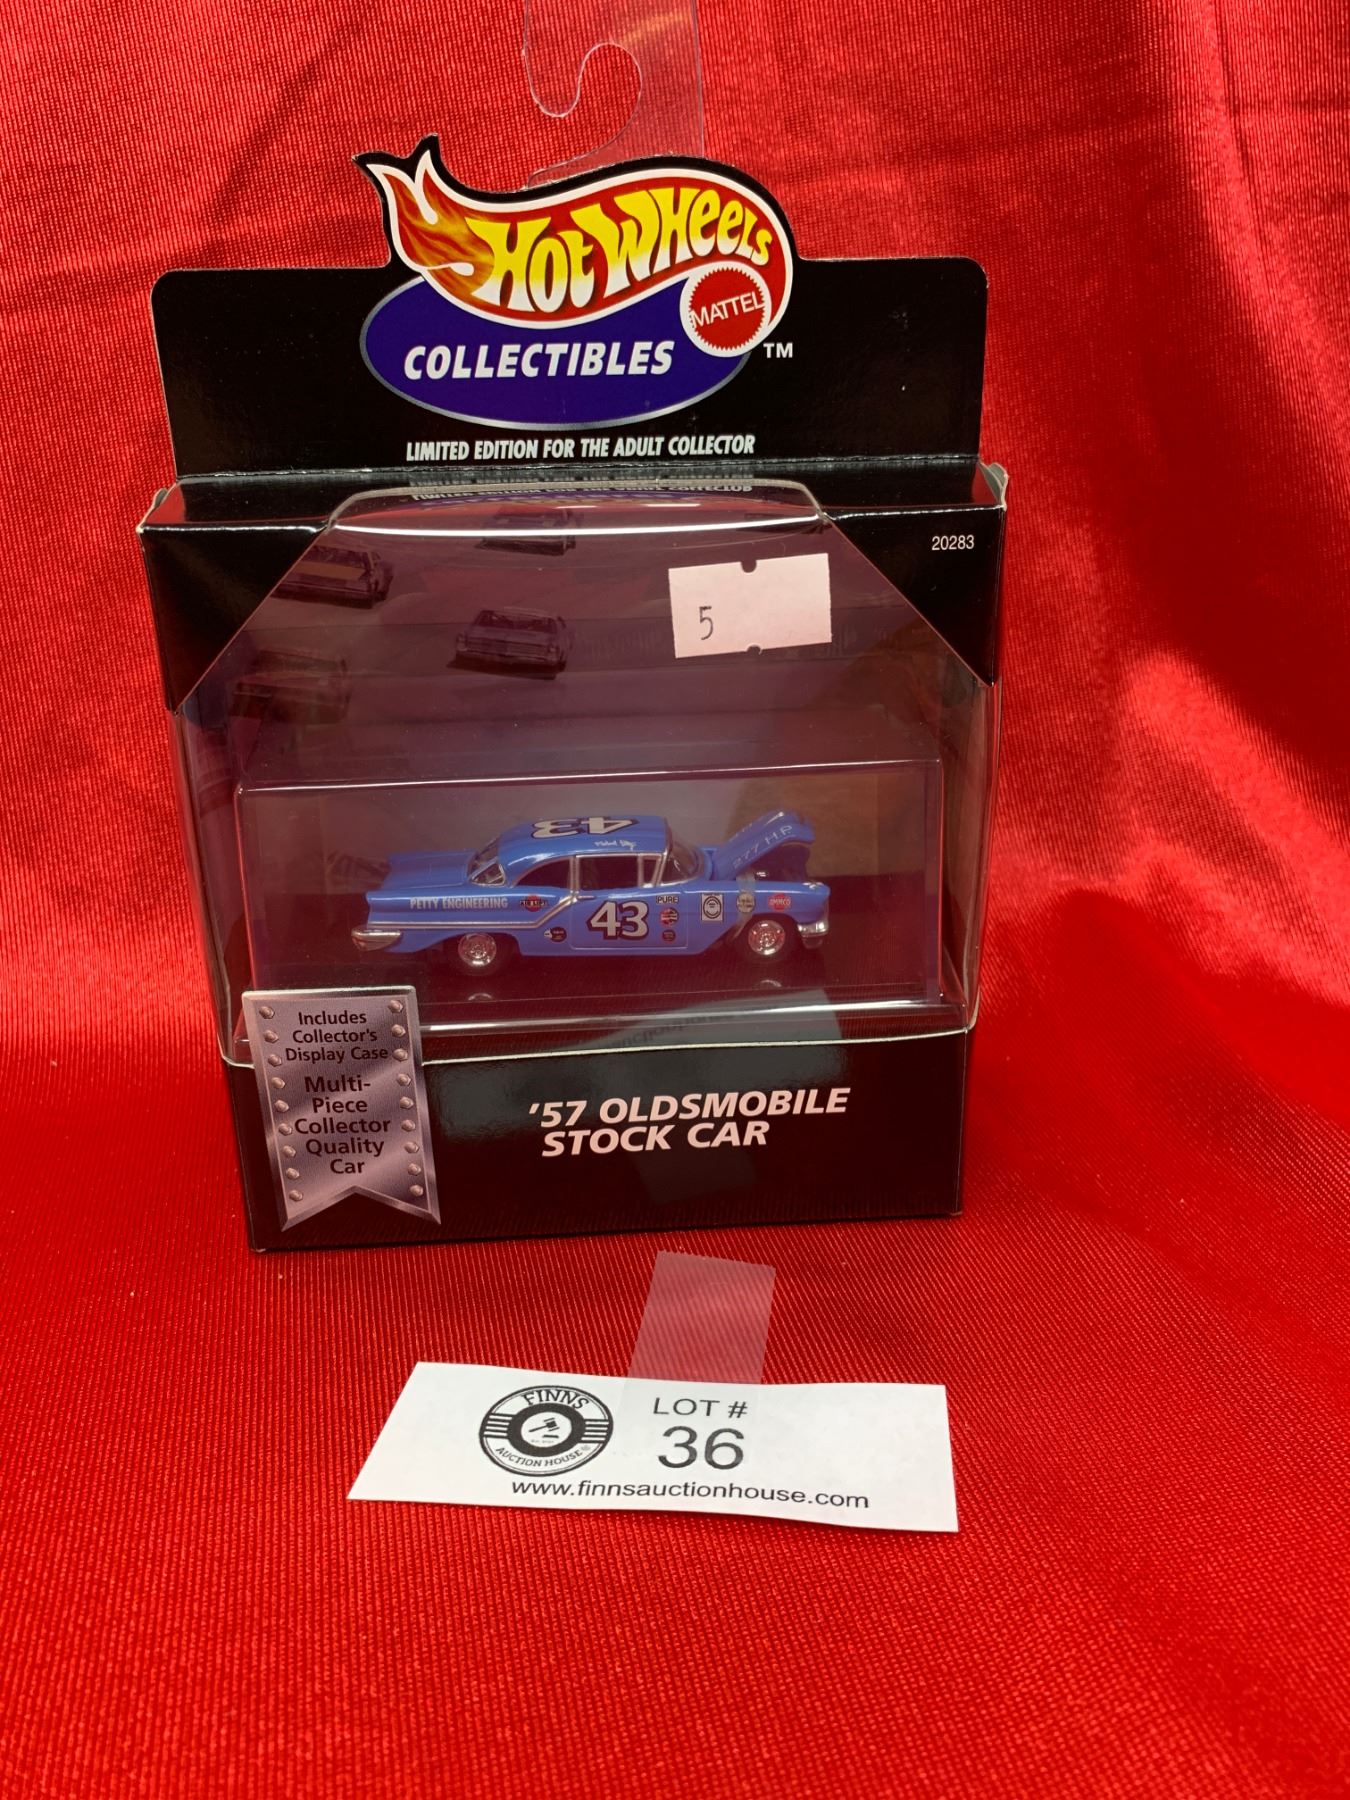 HOT WHEELS
MATTEL
COLLECTIBLES
TM
LIMITED EDITION FOR THE ADULT COLLECTOR
20283
5
43
277 H.P.
PETTY ENGINEERING
43
PURE
Includes
Collector's
Display Case
Multi-
Piece
Collector
Quality
Car
'57 OLDSMOBILE
STOCK CAR
FINNS
AUCTION HOUSE
LOT #
36
www.finnsauctionhouse.com